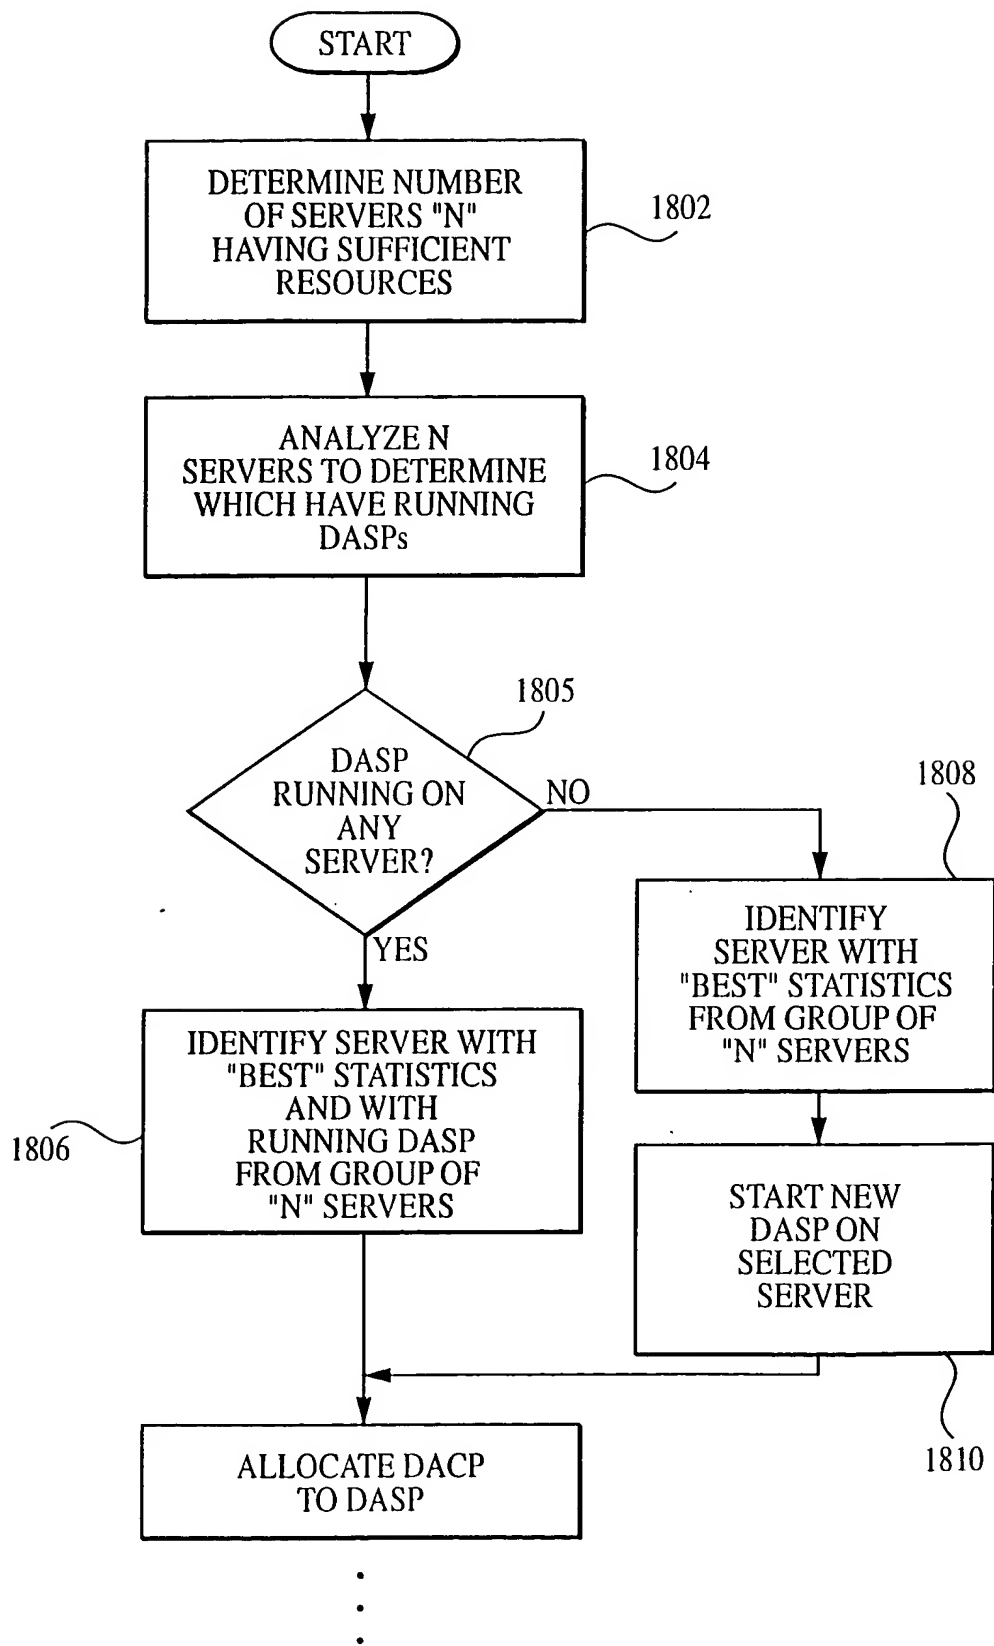 START
DETERMINE NUMBER
OF SERVERS "N"
HAVING SUFFICIENT
RESOURCES
1802
ANALYZE N
SERVERS TO DETERMINE
WHICH HAVE RUNNING
DASPs
1804
1805
DASP
RUNNING ON
ANY
SERVER?
NO
YES
1808
IDENTIFY
SERVER WITH
"BEST" STATISTICS
FROM GROUP OF
"N" SERVERS
IDENTIFY SERVER WITH
"BEST" STATISTICS
AND WITH
RUNNING DASP
FROM GROUP OF
"N" SERVERS
1806
START NEW
DASP ON
SELECTED
SERVER
1810
ALLOCATE DACP
TO DASP